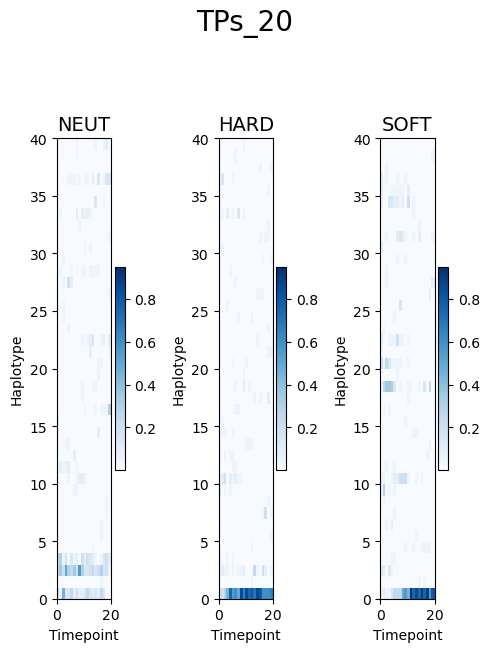 TPs_20
NEUT HARD SOFT
40 40 40
35 35 35
30 30 30
0.8 0.8 0.8
25 25 25
0.6 0.6 0.6
Haplotype Haplotype Haplotype
20 20 20
0.4 0.4 0.4
15 15 15
0.2 0.2 0.2
10 10 10
5 5 5
0 0 0
0 20 0 20 0 20
Timepoint Timepoint Timepoint